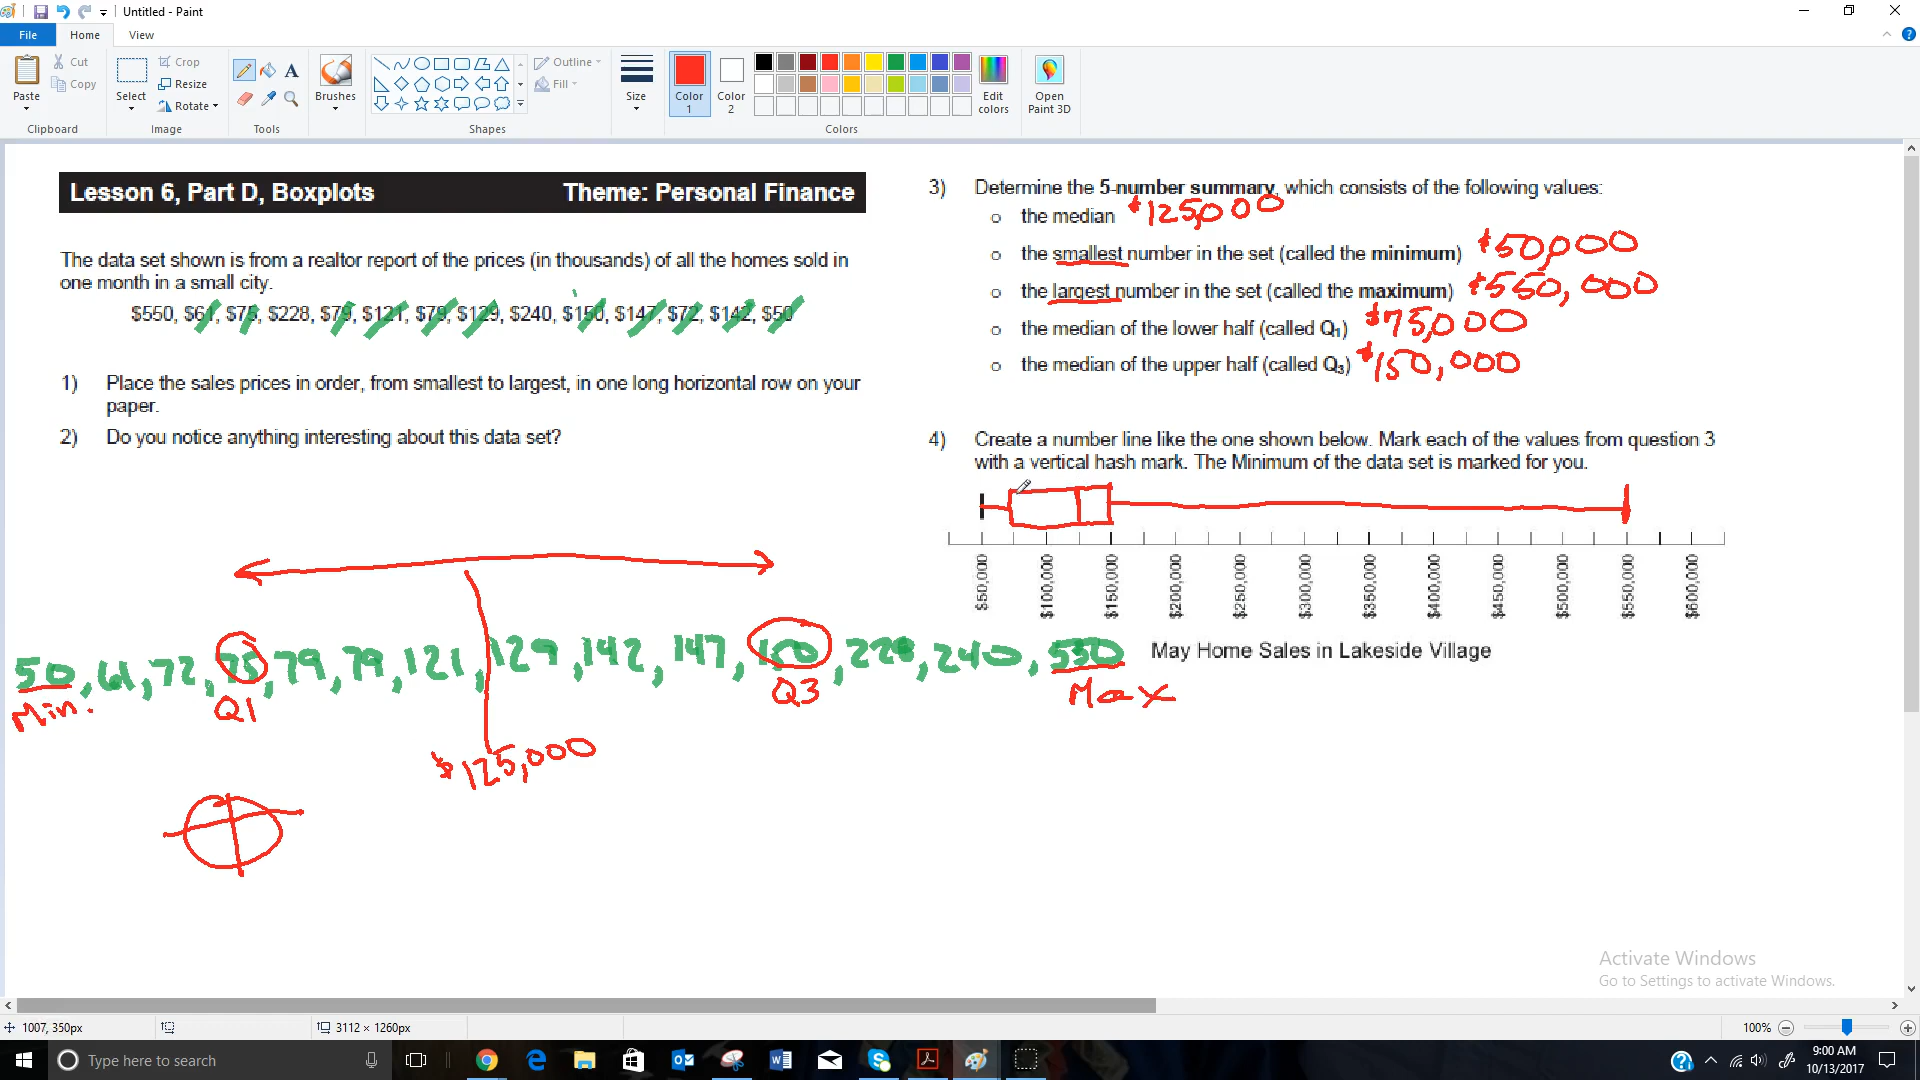 Untitled - Paint
File Home View
Paste Cut Copy Clipboard
Select Crop Resize Rotate Image
Tools
Brushes
Outline Fill Shapes
Size
Color 1 Color 2 Edit colors Colors
Open Paint 3D
Lesson 6, Part D, Boxplots Theme: Personal Finance
The data set shown is from a realtor report of the prices (in thousands) of all the homes sold in
one month in a small city.
$550, $61, $75, $228, $79, $121, $79, $129, $240, $150, $147, $72, $142, $50
1) Place the sales prices in order, from smallest to largest, in one long horizontal row on your
paper.
2) Do you notice anything interesting about this data set?
50, 61, 72, 75, 79, 79, 121, 129, 142, 147, 150, 228, 240, 550
Min. Q1 Q3 Max
$125,000
3) Determine the 5-number summary, which consists of the following values:
o the median $125,000
o the smallest number in the set (called the minimum) $50,000
o the largest number in the set (called the maximum) $550,000
o the median of the lower half (called Q1) $75,000
o the median of the upper half (called Q3) $150,000
4) Create a number line like the one shown below. Mark each of the values from question 3
with a vertical hash mark. The Minimum of the data set is marked for you.
$50,000 $100,000 $150,000 $200,000 $250,000 $300,000 $350,000 $400,000 $450,000 $500,000 $550,000 $600,000
May Home Sales in Lakeside Village
Activate Windows
Go to Settings to activate Windows.
1007, 350px 3112 × 1260px 100%
Type here to search
9:00 AM
10/13/2017